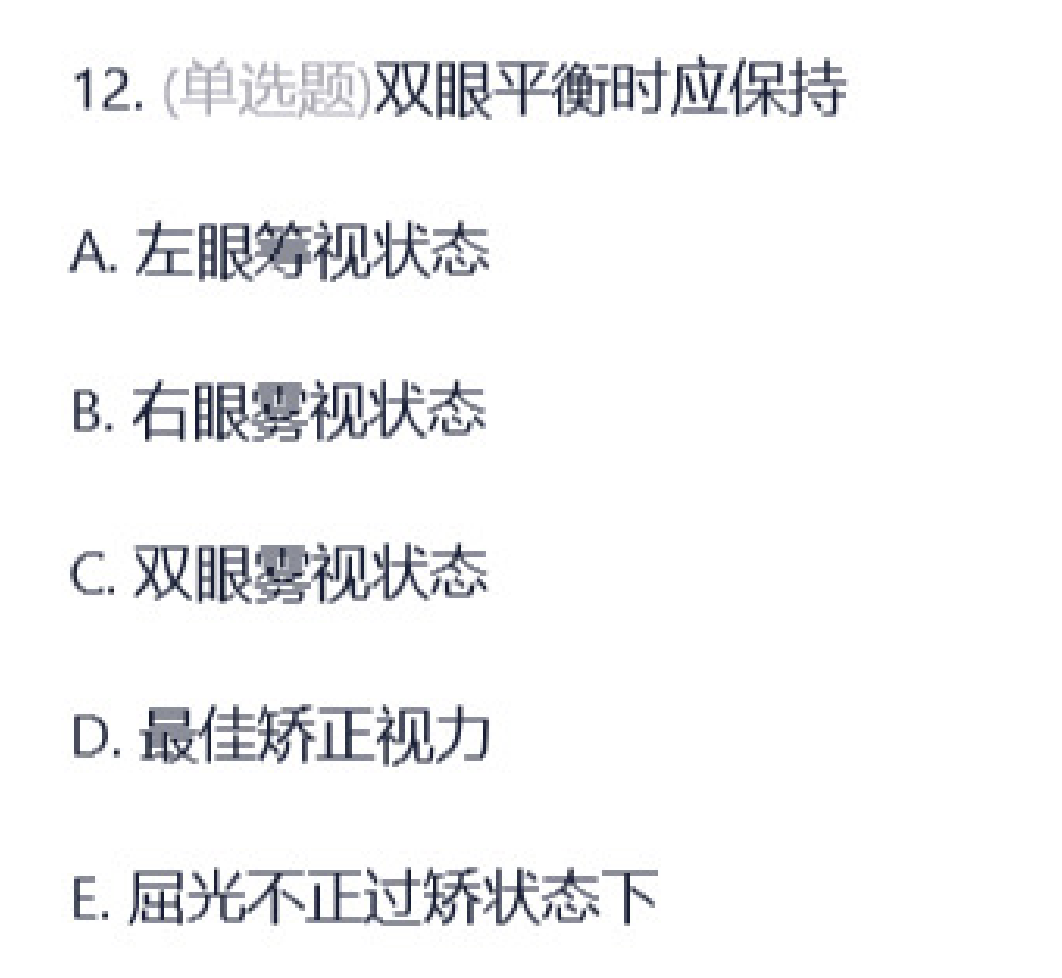 12. (单选题)双眼平衡时应保持
A. 左眼筹视状态
B. 右眼雾视状态
C. 双眼雾视状态
D. 最佳矫正视力
E. 屈光不正过矫状态下